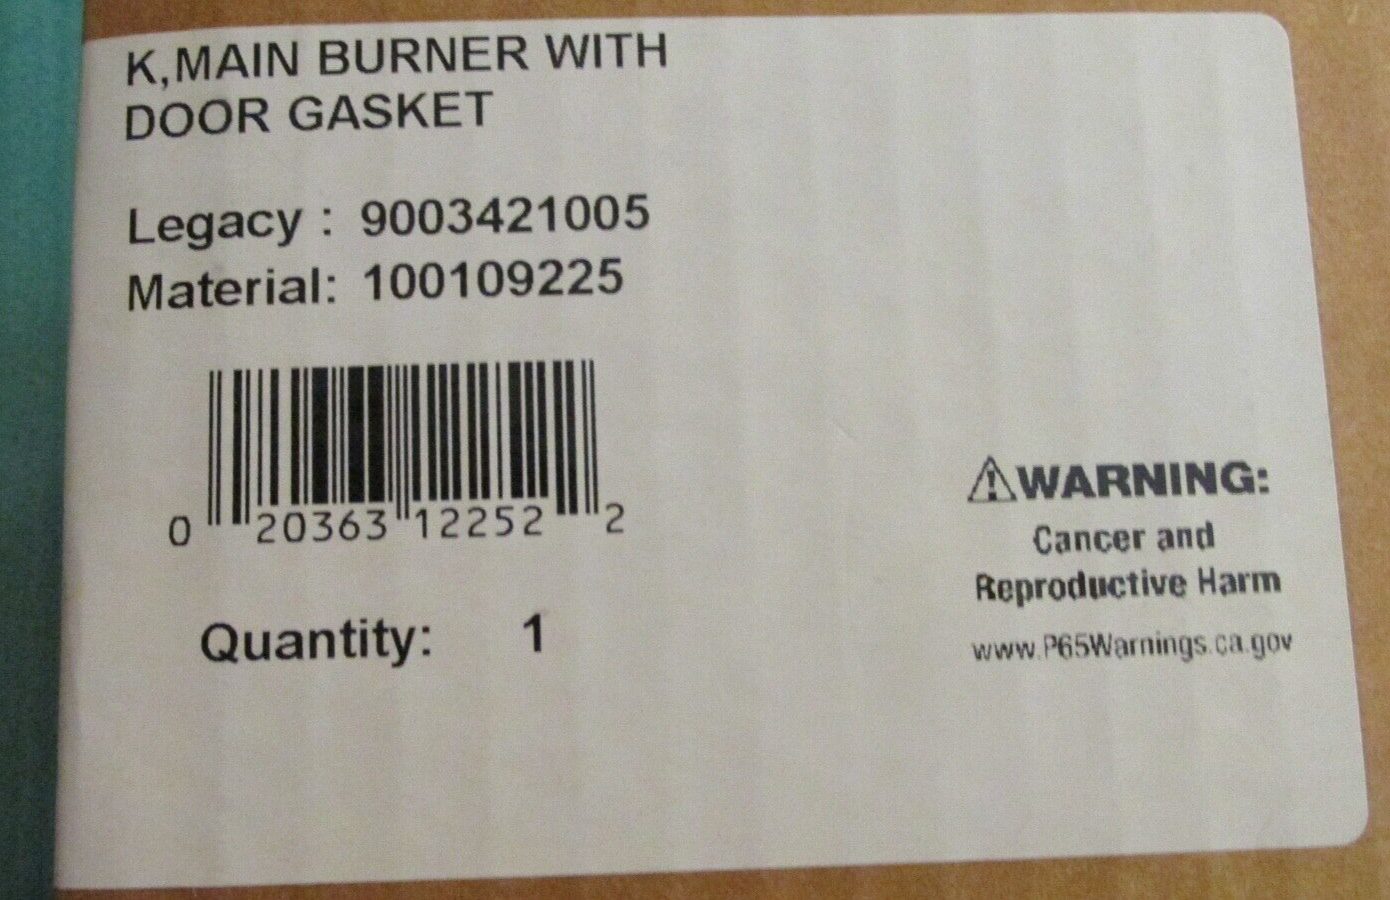 K,MAIN BURNER WITH
DOOR GASKET
Legacy : 9003421005
Material: 100109225
0 20363 12252 2
Quantity: 1
⚠WARNING:
Cancer and
Reproductive Harm
www.P65Warnings.ca.gov